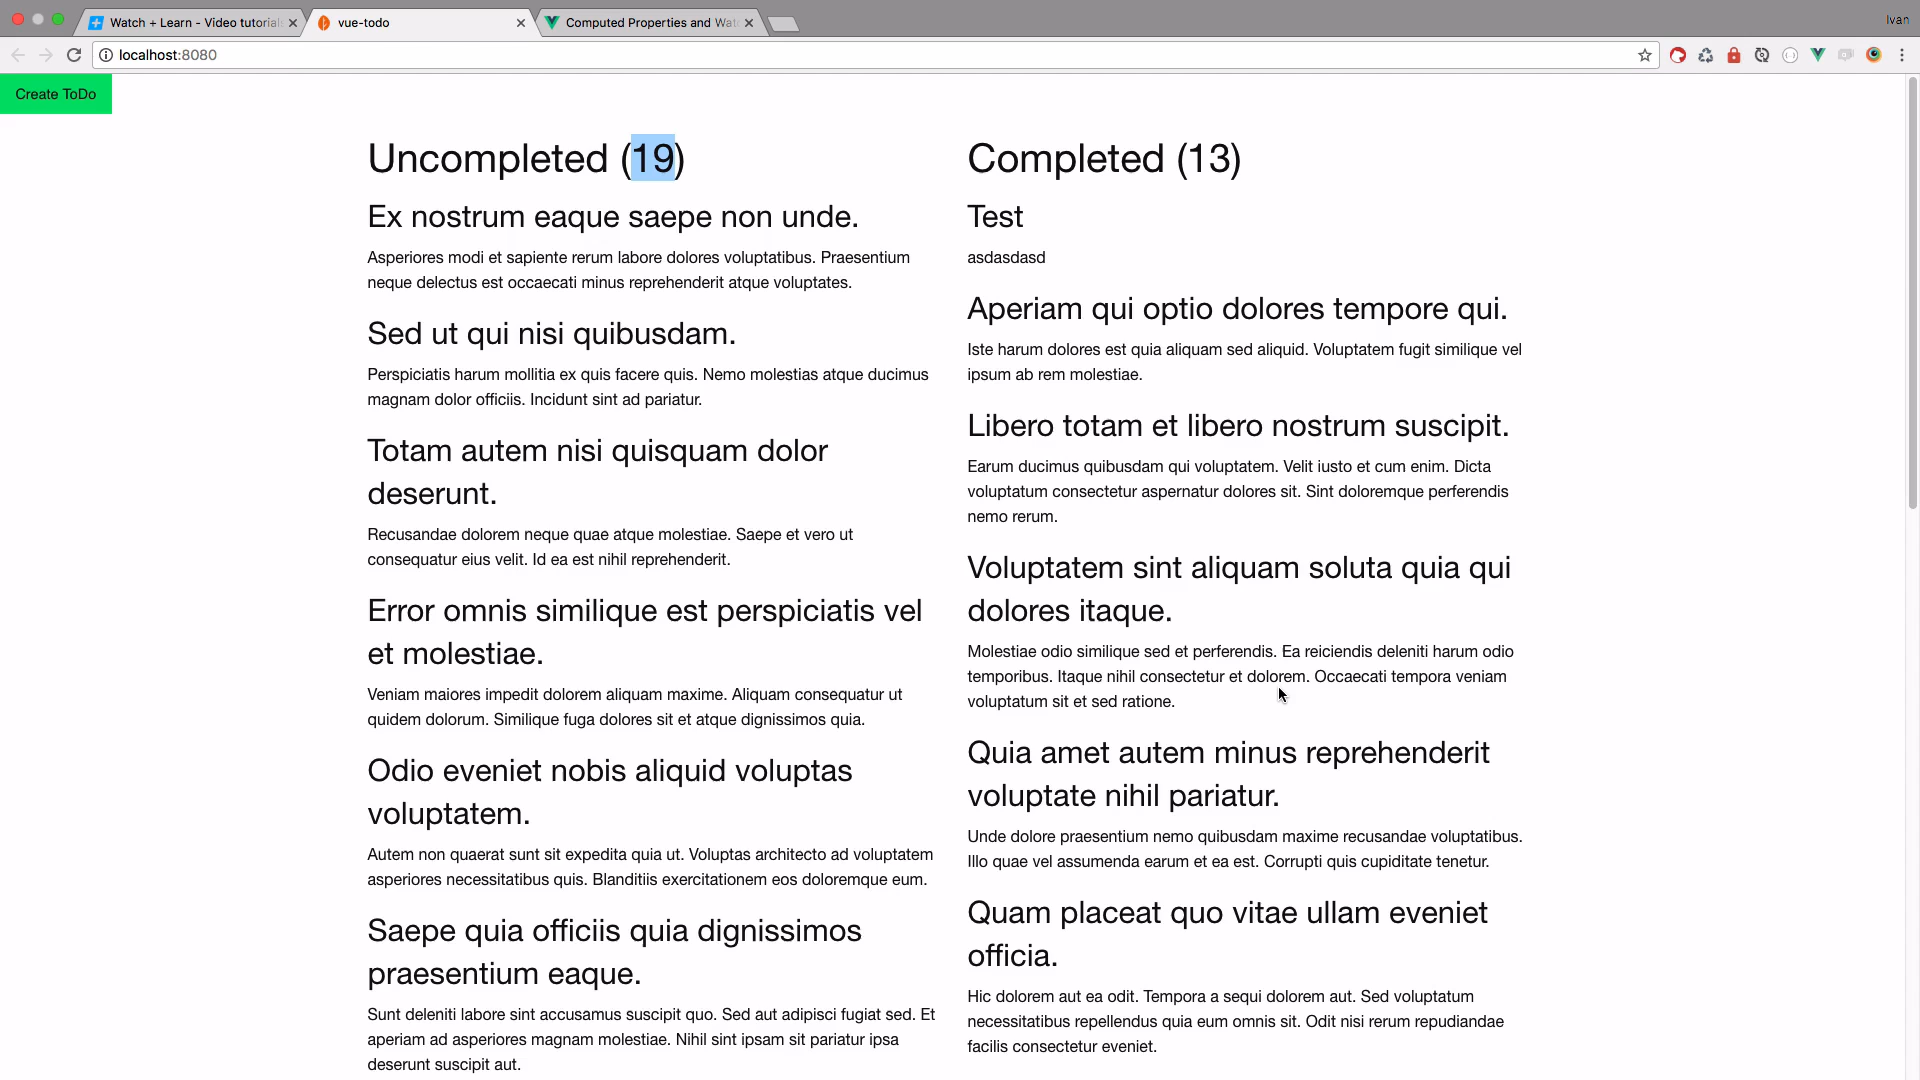 Watch + Learn - Video tutorials
vue-todo
Computed Properties and Wat
Ivan
localhost:8080
Create ToDo
Uncompleted (19)
Ex nostrum eaque saepe non unde.
Asperiores modi et sapiente rerum labore dolores voluptatibus. Praesentium
neque delectus est occaecati minus reprehenderit atque voluptates.
Sed ut qui nisi quibusdam.
Perspiciatis harum mollitia ex quis facere quis. Nemo molestias atque ducimus
magnam dolor officiis. Incidunt sint ad pariatur.
Totam autem nisi quisquam dolor
deserunt.
Recusandae dolorem neque quae atque molestiae. Saepe et vero ut
consequatur eius velit. Id ea est nihil reprehenderit.
Error omnis similique est perspiciatis vel
et molestiae.
Veniam maiores impedit dolorem aliquam maxime. Aliquam consequatur ut
quidem dolorum. Similique fuga dolores sit et atque dignissimos quia.
Odio eveniet nobis aliquid voluptas
voluptatem.
Autem non quaerat sunt sit expedita quia ut. Voluptas architecto ad voluptatem
asperiores necessitatibus quis. Blanditiis exercitationem eos doloremque eum.
Saepe quia officiis quia dignissimos
praesentium eaque.
Sunt deleniti labore sint accusamus suscipit quo. Sed aut adipisci fugiat sed. Et
aperiam ad asperiores magnam molestiae. Nihil sint ipsam sit pariatur ipsa
deserunt suscipit aut.
Completed (13)
Test
asdasdasd
Aperiam qui optio dolores tempore qui.
Iste harum dolores est quia aliquam sed aliquid. Voluptatem fugit similique vel
ipsum ab rem molestiae.
Libero totam et libero nostrum suscipit.
Earum ducimus quibusdam qui voluptatem. Velit iusto et cum enim. Dicta
voluptatum consectetur aspernatur dolores sit. Sint doloremque perferendis
nemo rerum.
Voluptatem sint aliquam soluta quia qui
dolores itaque.
Molestiae odio similique sed et perferendis. Ea reiciendis deleniti harum odio
temporibus. Itaque nihil consectetur et dolorem. Occaecati tempora veniam
voluptatum sit et sed ratione.
Quia amet autem minus reprehenderit
voluptate nihil pariatur.
Unde dolore praesentium nemo quibusdam maxime recusandae voluptatibus.
Illo quae vel assumenda earum et ea est. Corrupti quis cupiditate tenetur.
Quam placeat quo vitae ullam eveniet
officia.
Hic dolorem aut ea odit. Tempora a sequi dolorem aut. Sed voluptatum
necessitatibus repellendus quia eum omnis sit. Odit nisi rerum repudiandae
facilis consectetur eveniet.